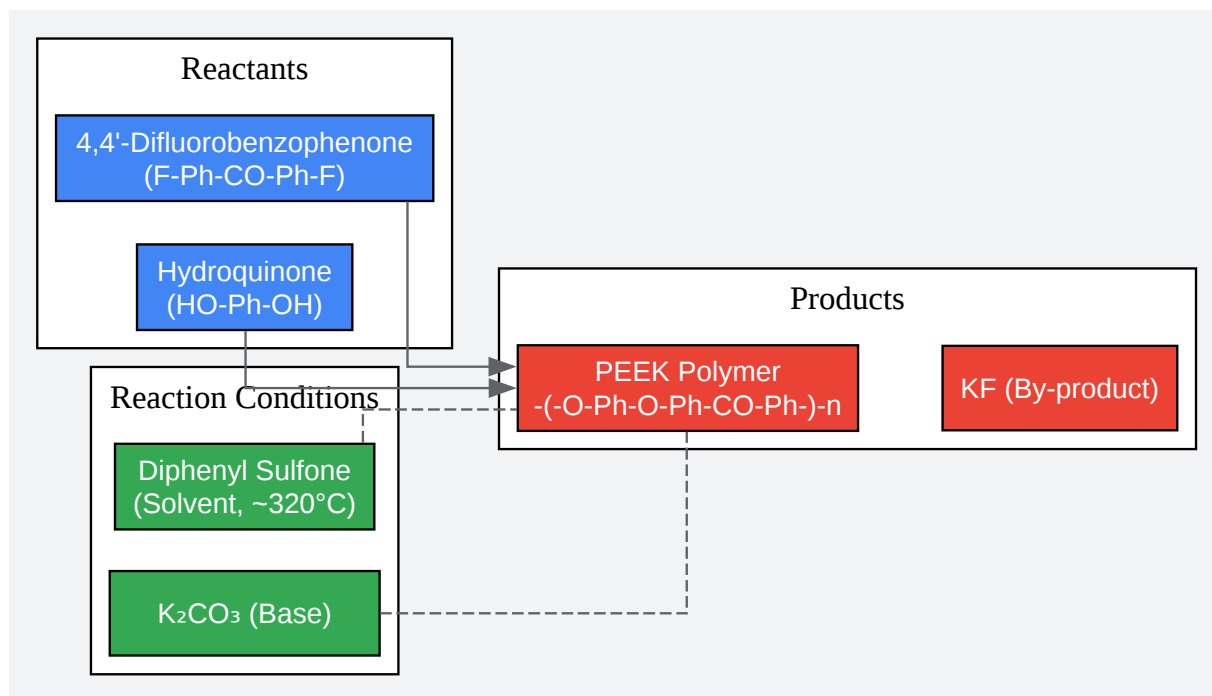 Reactants
4,4'-Difluorobenzophenone
(F-Ph-CO-Ph-F)
Hydroquinone
(HO-Ph-OH)
Reaction Conditions
Diphenyl Sulfone
(Solvent, ~320°C)
K₂CO₃ (Base)
Products
PEEK Polymer
-(-O-Ph-O-Ph-CO-Ph-)-n
KF (By-product)